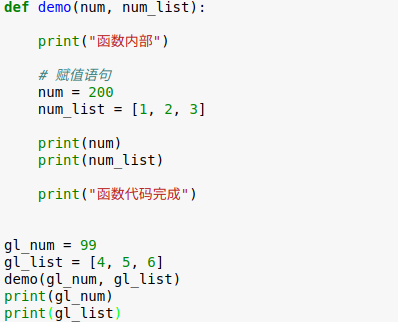 def demo(num, num_list):
    print("函数内部")
    # 赋值语句
    num = 200
    num_list = [1, 2, 3]
    print(num)
    print(num_list)
    print("函数代码完成")
gl_num = 99
gl_list = [4, 5, 6]
demo(gl_num, gl_list)
print(gl_num)
print(gl_list)